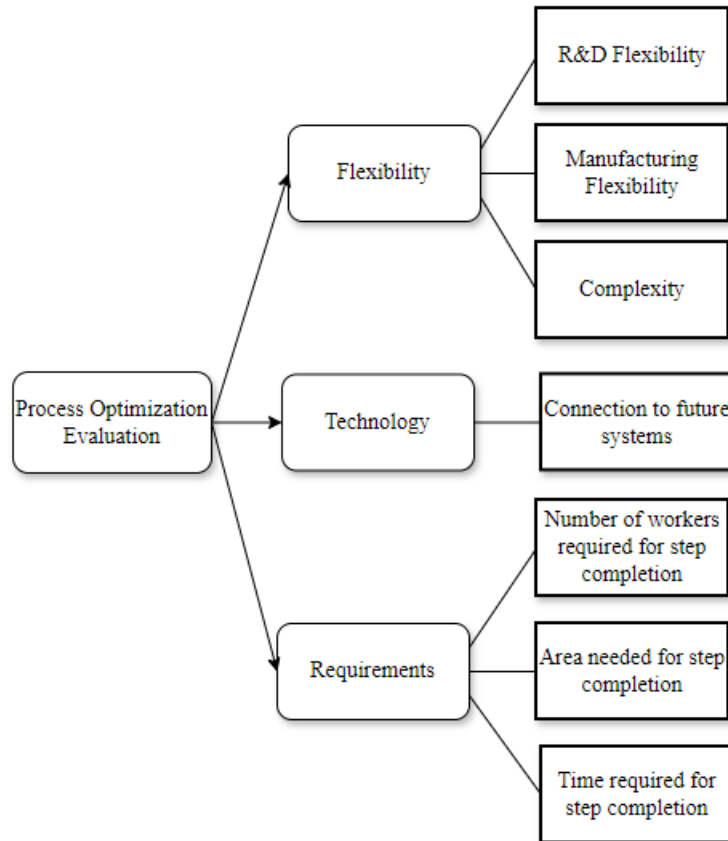 R&D Flexibility
Manufacturing
Flexibility
Flexibility
Complexity
Process Optimization
Evaluation
Technology
Connection to future
systems
Number of workers
required for step
completion
Requirements
Area needed for step
completion
Time required for
step completion